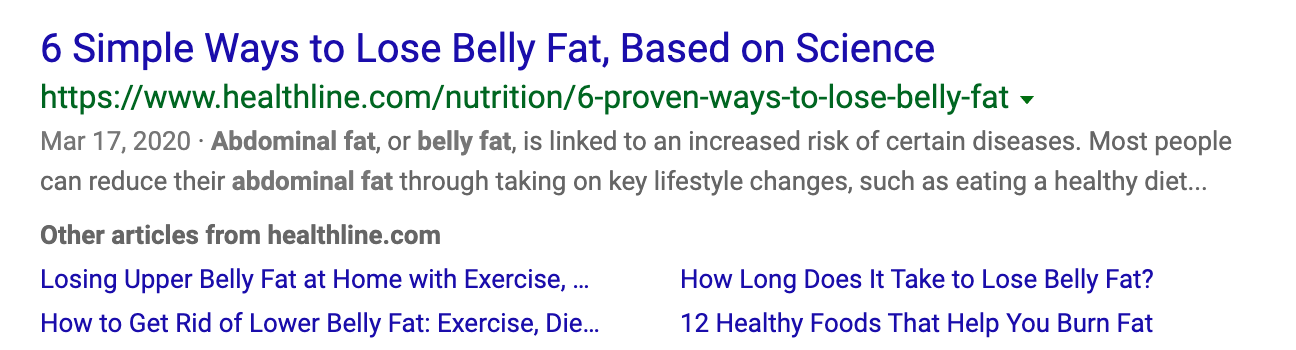 6 Simple Ways to Lose Belly Fat, Based on Science
https://www.healthline.com/nutrition/6-proven-ways-to-lose-belly-fat
Mar 17, 2020 · Abdominal fat, or belly fat, is linked to an increased risk of certain diseases. Most people
can reduce their abdominal fat through taking on key lifestyle changes, such as eating a healthy diet...
Other articles from healthline.com
Losing Upper Belly Fat at Home with Exercise, ...
How Long Does It Take to Lose Belly Fat?
How to Get Rid of Lower Belly Fat: Exercise, Die...
12 Healthy Foods That Help You Burn Fat